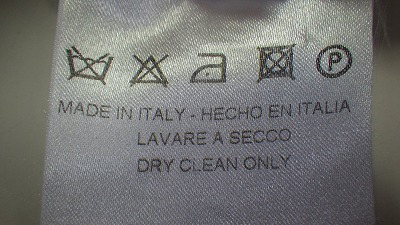 P
MADE IN ITALY - HECHO EN ITALIA
LAVARE A SECCO
DRY CLEAN ONLY